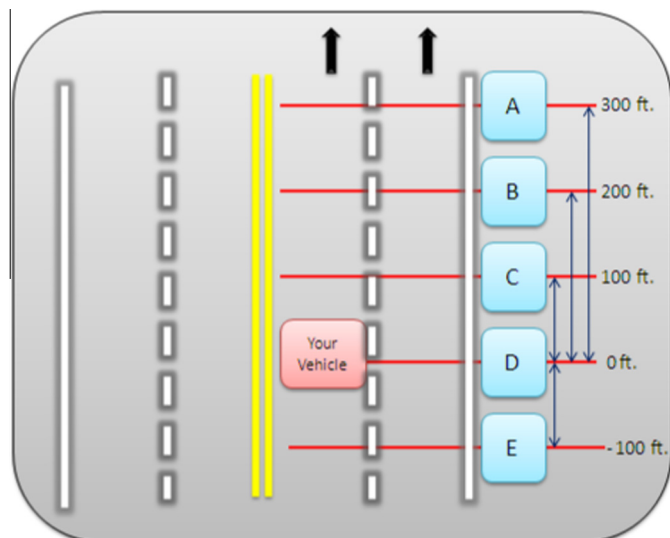 A
300 ft.
B
200 ft.
C
100 ft.
Your
Vehicle
D
0 ft.
E
- 100 ft.